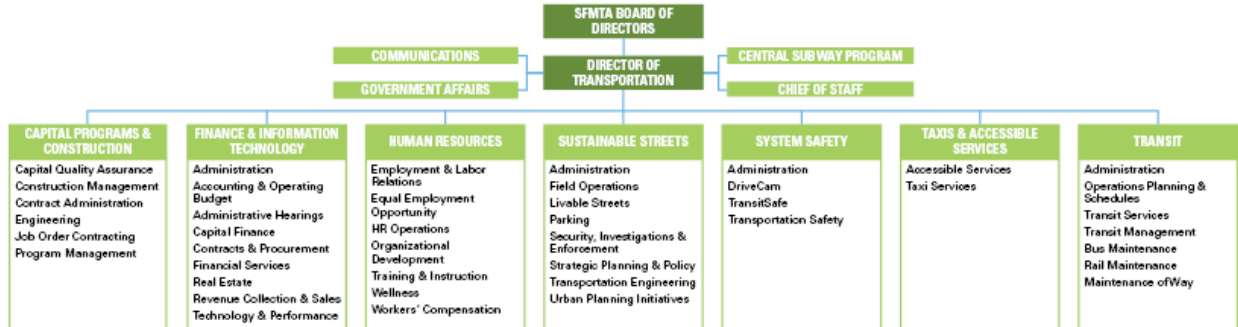 SFMTA BOARD OF
DIRECTORS
COMMUNICATIONS
CENTRAL SUBWAY PROGRAM
DIRECTOR OF
TRANSPORTATION
GOVERNMENT AFFAIRS
CHIEF OF STAFF
CAPITAL PROGRAMS &
CONSTRUCTION
Capital Quality Assurance
Construction Management
Contract Administration
Engineering
Job Order Contracting
Program Management
FINANCE & INFORMATION
TECHNOLOGY
Administration
Accounting & Operating
Budget
Administrative Hearings
Capital Finance
Contracts & Procurement
Financial Services
Real Estate
Revenue Collection & Sales
Technology & Performance
HUMAN RESOURCES
Employment & Labor
Relations
Equal Employment
Opportunity
HR Operations
Organizational
Development
Training & Instruction
Wellness
Workers' Compensation
SUSTAINABLE STREETS
Administration
Field Operations
Livable Streets
Parking
Security, Investigations &
Enforcement
Strategic Planning & Policy
Transportation Engineering
Urban Planning Initiatives
SYSTEM SAFETY
Administration
DriveCam
TransitSafe
Transportation Safety
TAXIS & ACCESSIBLE
SERVICES
Accessible Services
Taxi Services
TRANSIT
Administration
Operations Planning &
Schedules
Transit Services
Transit Management
Bus Maintenance
Rail Maintenance
Maintenance of Way